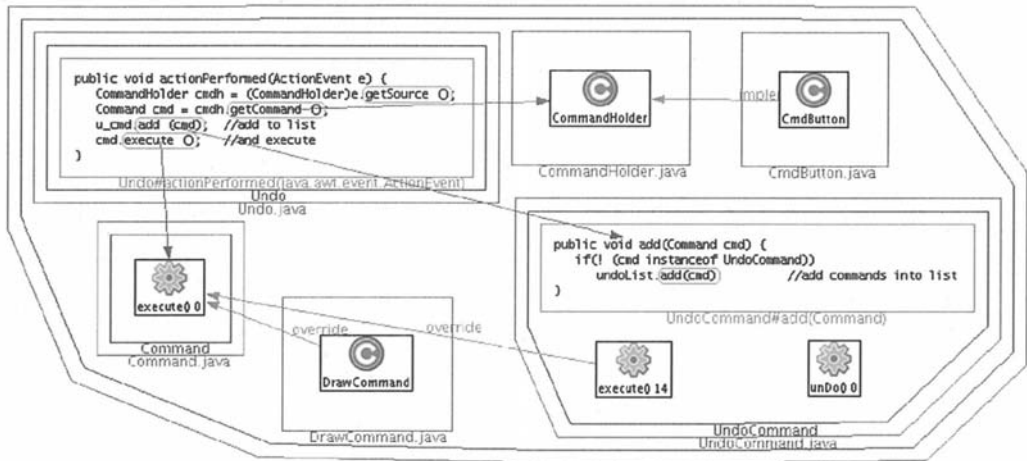 public void actionPerformed(ActionEvent e) {
CommandHolder cmdh = (CommandHolder)e.getSource ();
Command cmd = cmdh.getCommand ();
u_cmd.add (cmd); //add to list
cmd.execute (); //and execute
}
Undo#actionPerformed(java.awt.event.ActionEvent)
Undo
Undo.java
CommandHolder
CommandHolder.java
implem
CmdButton
CmdButton.java
public void add(Command cmd) {
if(! (cmd instanceof UndoCommand))
undoList.add(cmd) //add commands into list
}
UndoCommand#add(Command)
execute() 0
Command
Command.java
override
override
DrawCommand
DrawCommand.java
execute() 14
unDo() 0
UndoCommand
UndoCommand.java